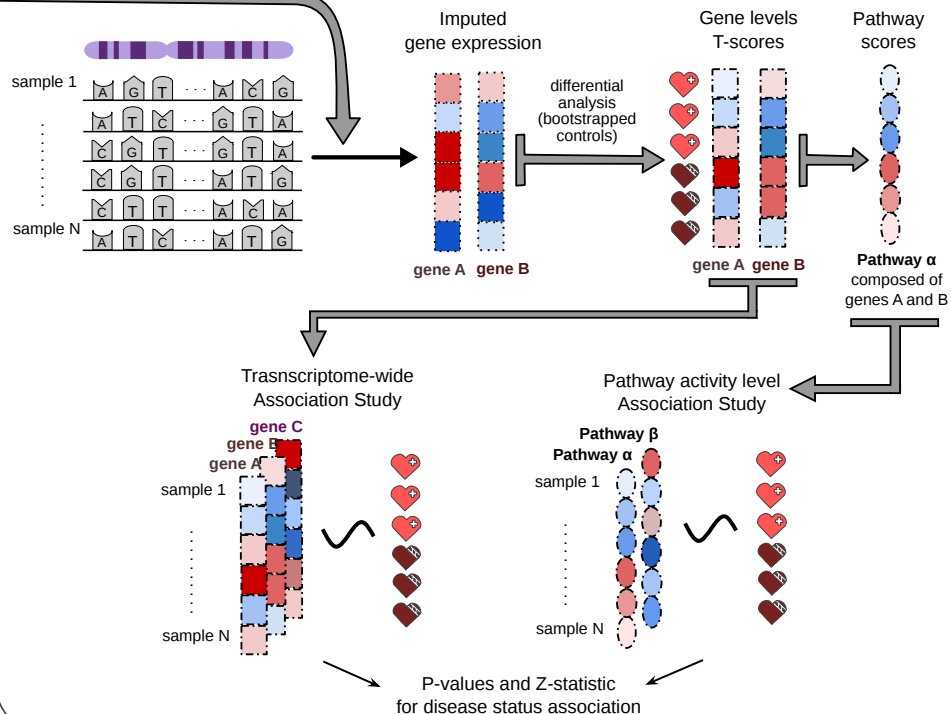 Imputed
gene expression
Gene levels
T-scores
Pathway
scores
sample 1
A G T ... A C G
A T C ... G T A
C G T ... G T A
C G T ... A T G
C T T ... A C A
sample N
A T C ... A T G
differential
analysis
(bootstrapped
controls)
gene A gene B
gene A gene B
Pathway α
composed of
genes A and B
Trasnscriptome-wide
Association Study
gene C
gene B
gene A
sample 1
sample N
Pathway activity level
Association Study
Pathway β
Pathway α
sample 1
sample N
P-values and Z-statistic
for disease status association